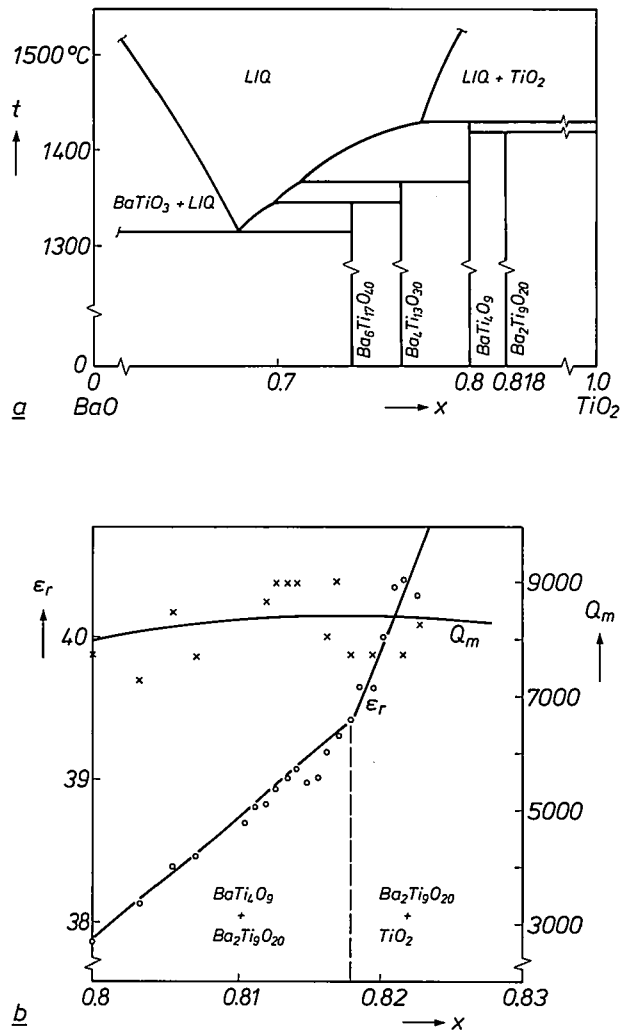 1500 °C
LIQ
LIQ + TiO₂
t
1400
BaTiO₃ + LIQ
1300
Ba₆Ti₁₇O₄₀
Ba₄Ti₁₃O₃₀
BaTi₄O₉
Ba₂Ti₉O₂₀
0
0
0.7
0.8
0.818
1.0
a
BaO
x
TiO₂
εᵣ
9000
Qₘ
40
Qₘ
7000
εᵣ
39
5000
BaTi₄O₉
+
Ba₂Ti₉O₂₀
Ba₂Ti₉O₂₀
+
TiO₂
38
3000
0.8
0.81
0.82
0.83
b
x